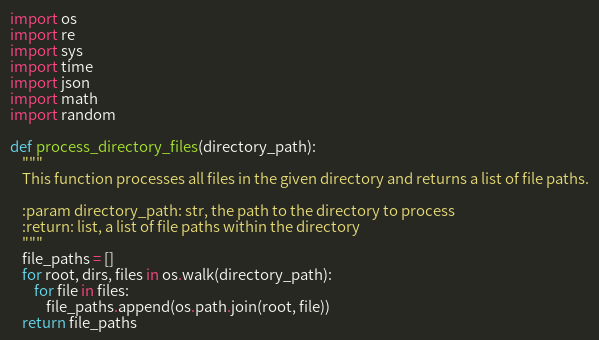 import os
import re
import sys
import time
import json
import math
import random

def process_directory_files(directory_path):
    """
    This function processes all files in the given directory and returns a list of file paths.

    :param directory_path: str, the path to the directory to process
    :return: list, a list of file paths within the directory
    """
    file_paths = []
    for root, dirs, files in os.walk(directory_path):
        for file in files:
            file_paths.append(os.path.join(root, file))
    return file_paths